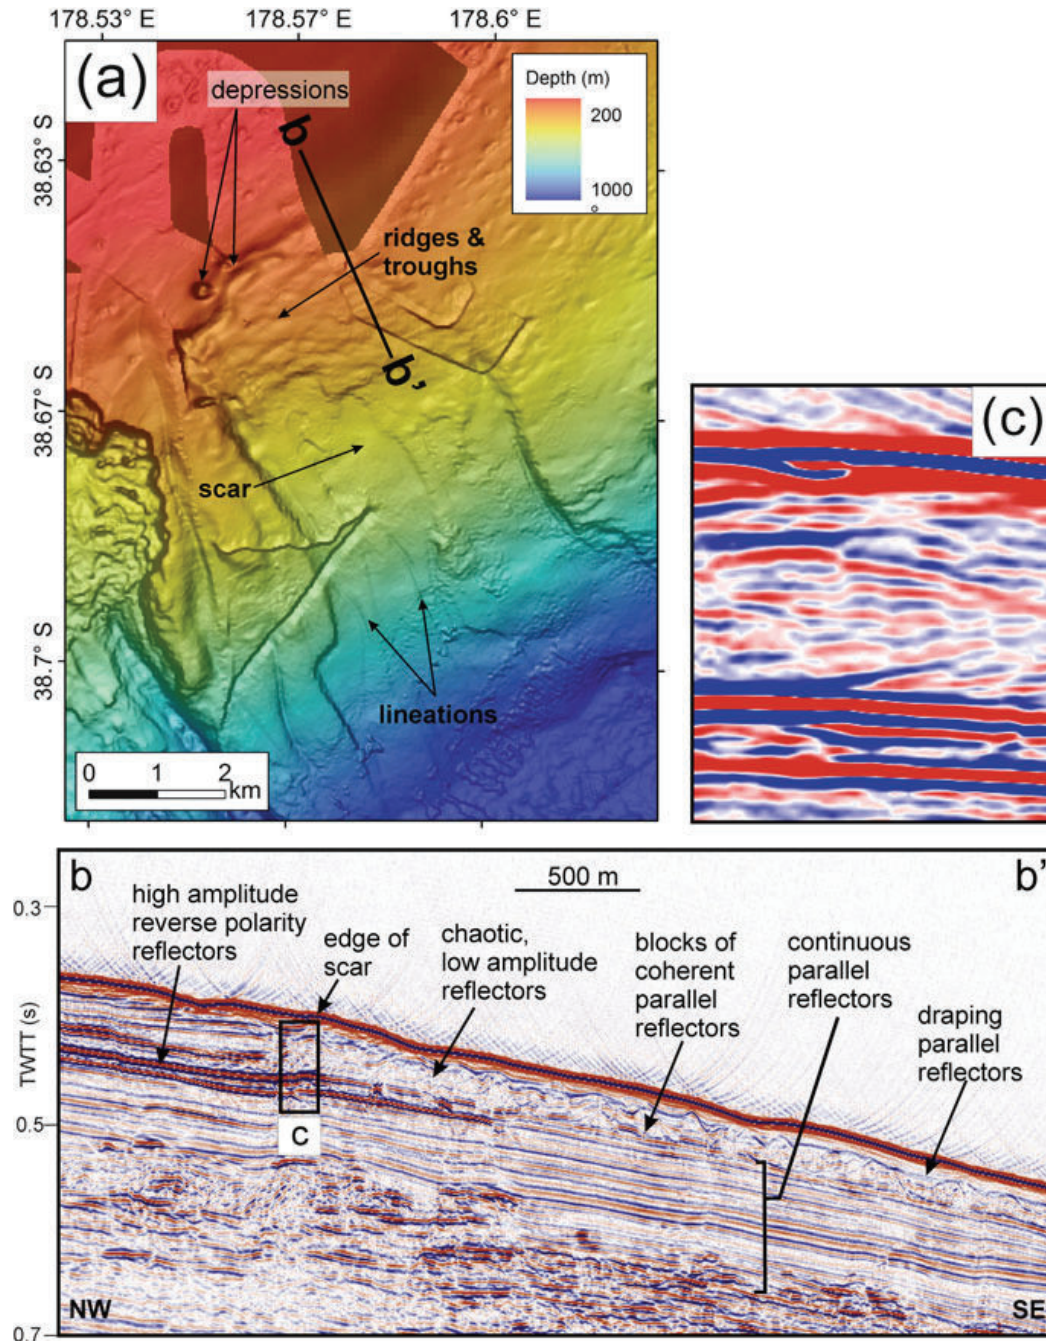 178.53° E
178.57° E
178.6° E
(a)
depressions
Depth (m)
200
1000
°
b
38.63° S
ridges &
troughs
b'
38.67° S
scar
(c)
38.7° S
lineations
0 1 2
km
b
500 m
b'
0.3
high amplitude
reverse polarity
reflectors
edge of
scar
chaotic,
low amplitude
reflectors
blocks of
coherent
parallel
reflectors
continuous
parallel
reflectors
draping
parallel
reflectors
TWTT (s)
0.5
c
NW
SE
0.7